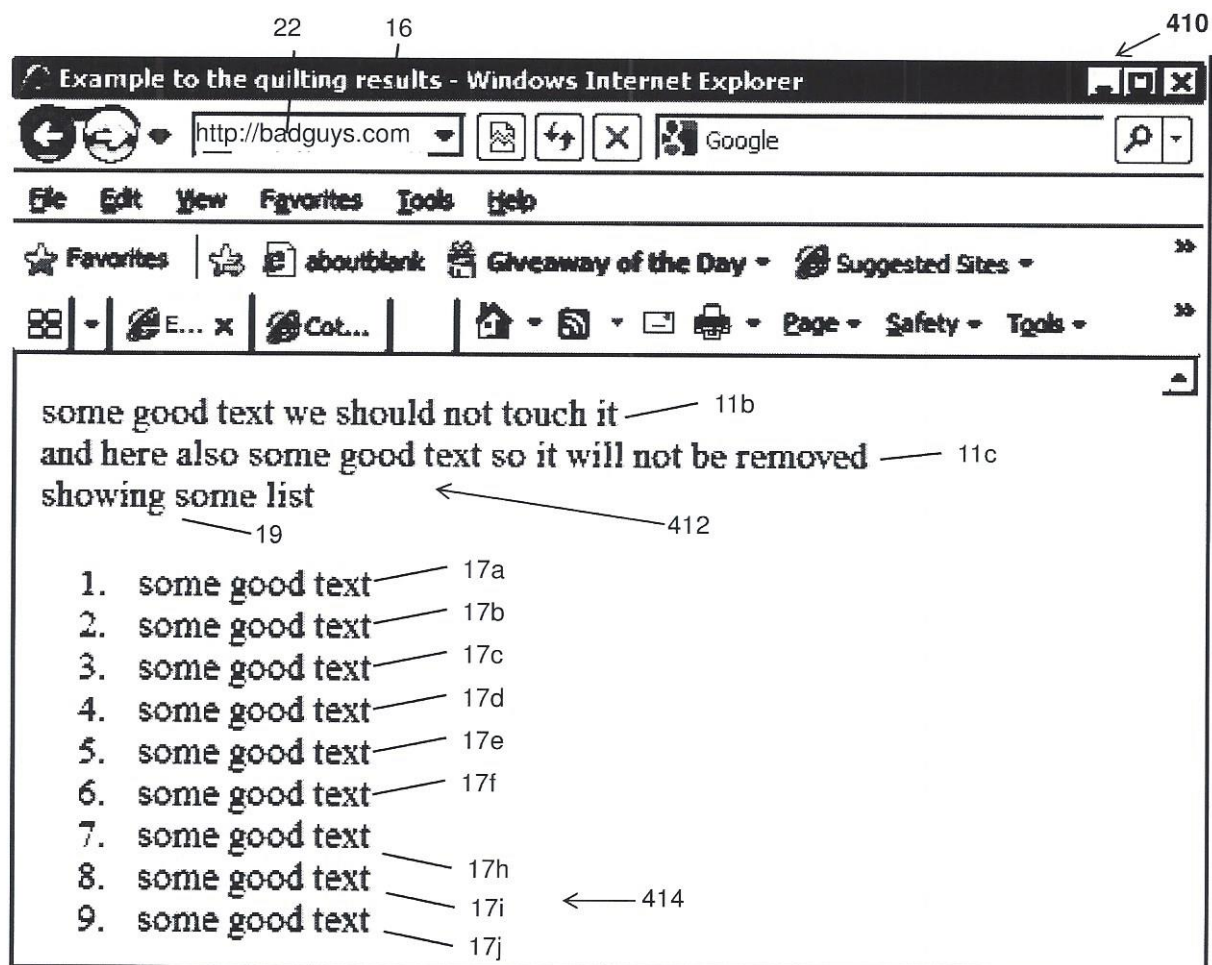 22 16 410
Example to the quilting results - Windows Internet Explorer
http://badguys.com Google
File Edit View Favorites Tools Help
Favorites aboutblank Giveaway of the Day Suggested Sites »
E... x Cot... Page Safety Tools »
some good text we should not touch it 11b
and here also some good text so it will not be removed 11c
showing some list
412
19
1. some good text 17a
2. some good text 17b
3. some good text 17c
4. some good text 17d
5. some good text 17e
6. some good text 17f
7. some good text
17h
8. some good text
17i 414
9. some good text
17j